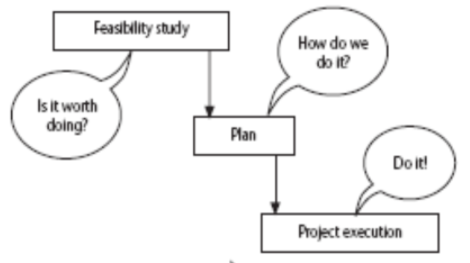 Feasibility study
How do we
do it?
Is it worth
doing?
Plan
Do it!
Project execution